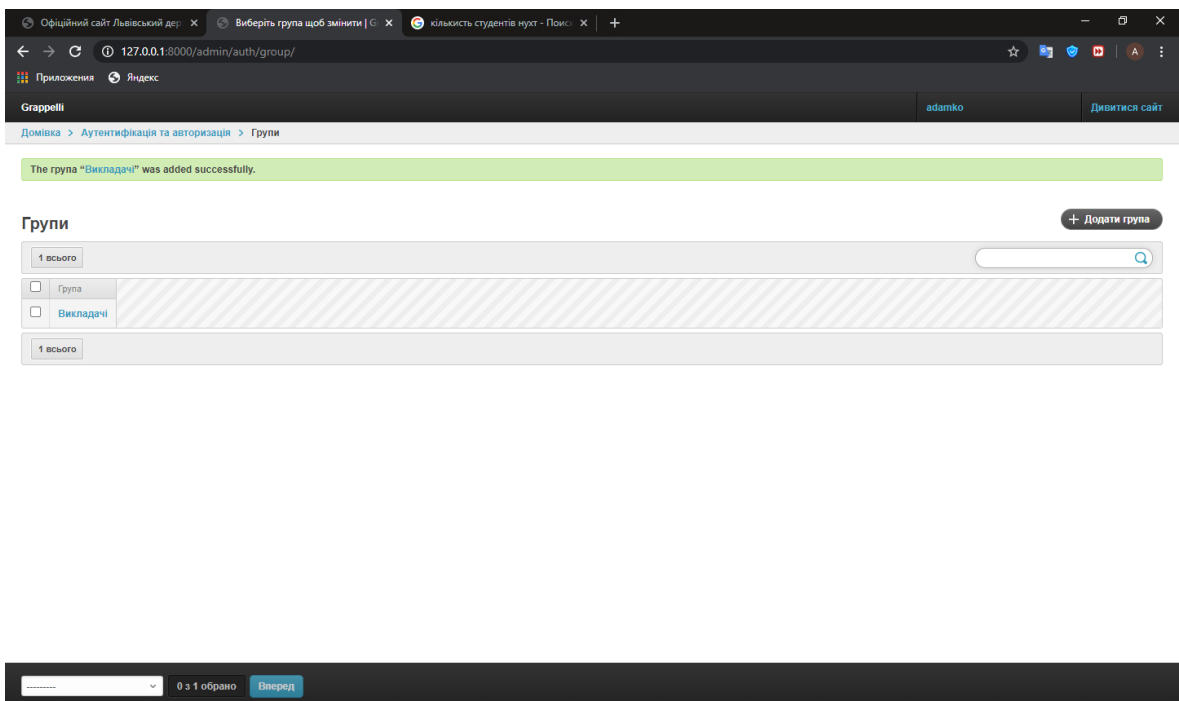 Офіційний сайт Львівський дер
Виберіть група щоб змінити | G
кількисть студентів нухт - Поиск
127.0.0.1:8000/admin/auth/group/
A
Приложения Яндекс
Grappelli adamko Дивитися сайт
Домівка > Аутентифікація та авторизація > Групи
The група “Викладачі” was added successfully.
Групи
+ Додати група
1 всього
Група
Викладачі
1 всього
---------
0 з 1 обрано
Вперед